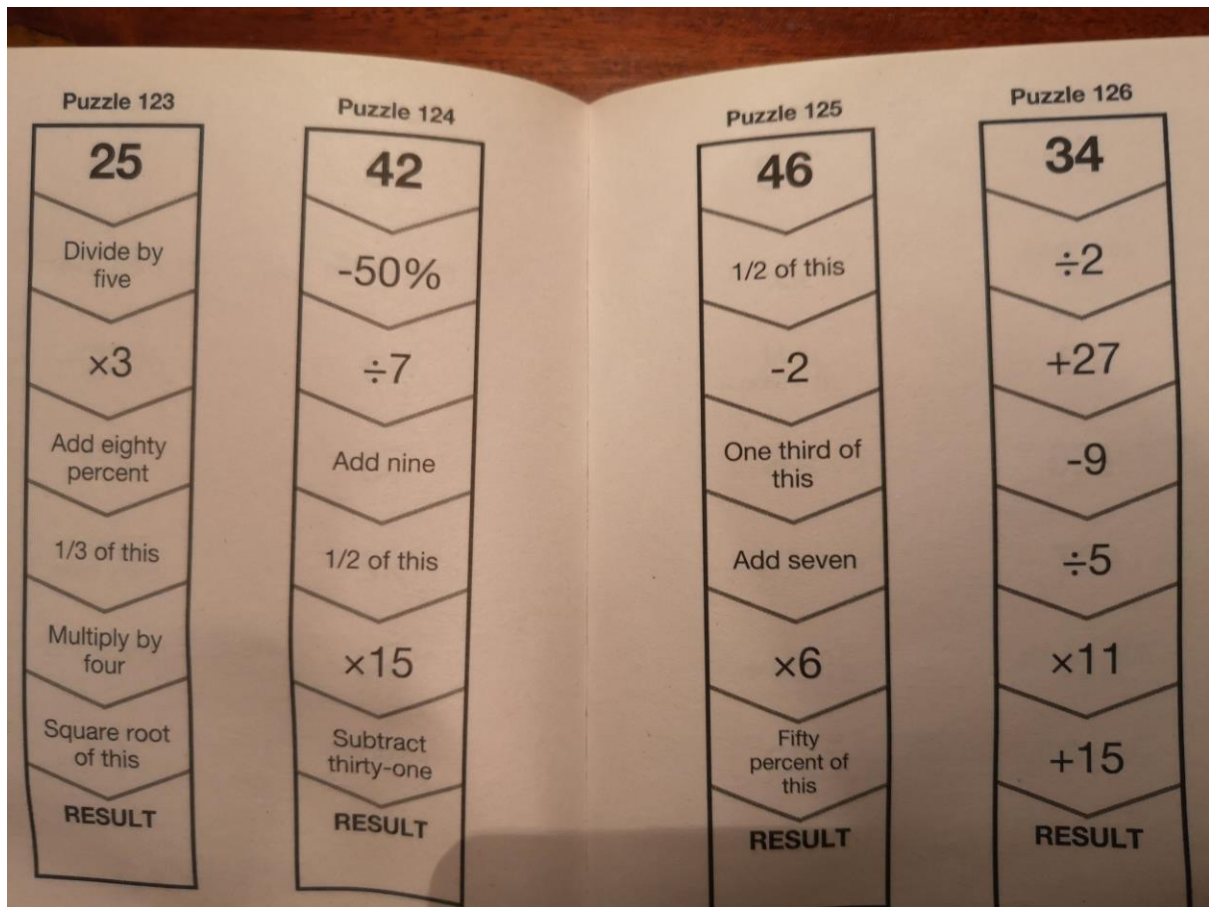 Puzzle 123
25
Divide by
five
×3
Add eighty
percent
1/3 of this
Multiply by
four
Square root
of this
RESULT
Puzzle 124
42
-50%
÷7
Add nine
1/2 of this
×15
Subtract
thirty-one
RESULT
Puzzle 125
46
1/2 of this
-2
One third of
this
Add seven
×6
Fifty
percent of
this
RESULT
Puzzle 126
34
÷2
+27
-9
÷5
×11
+15
RESULT